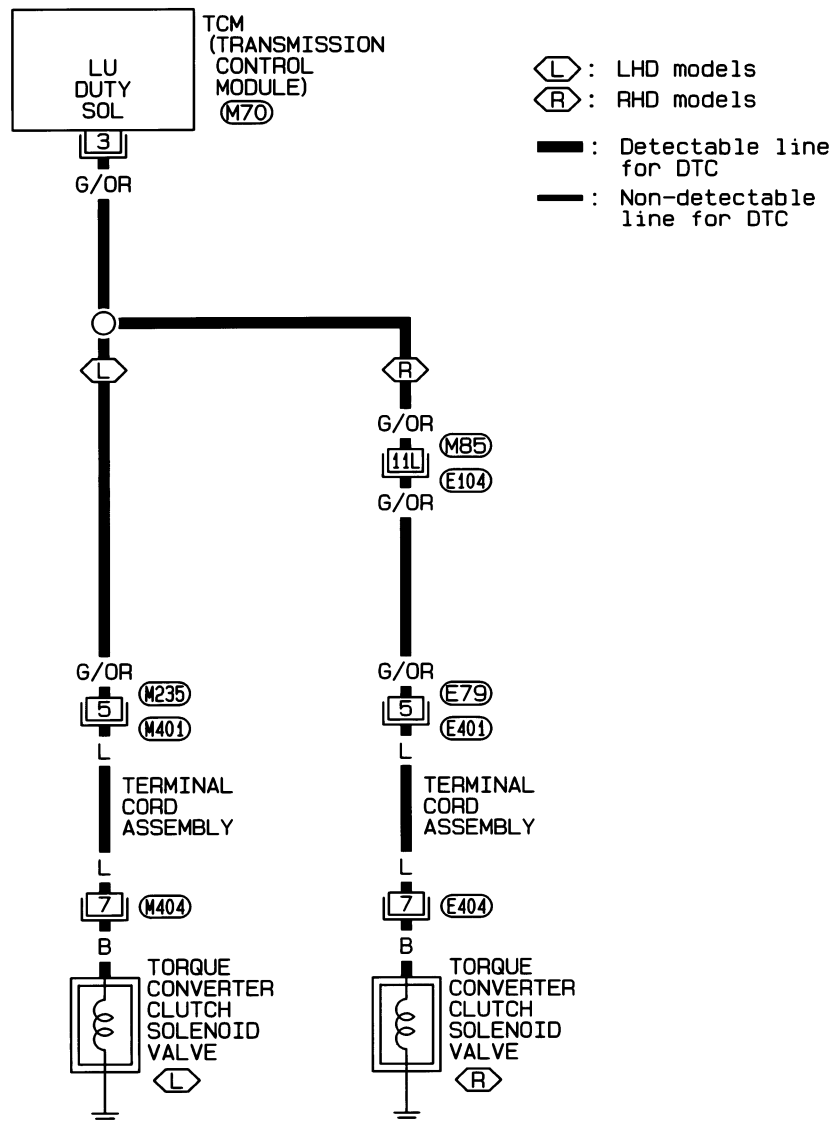 TCM
(TRANSMISSION
CONTROL
MODULE)
M70
LU
DUTY
SOL
3
G/OR
L : LHD models
R : RHD models
: Detectable line
for DTC
: Non-detectable
line for DTC
L
R
G/OR
11L
M85
E104
G/OR
G/OR
5
M235
M401
L
TERMINAL
CORD
ASSEMBLY
L
7
M404
B
TORQUE
CONVERTER
CLUTCH
SOLENOID
VALVE
L
G/OR
5
E79
E401
L
TERMINAL
CORD
ASSEMBLY
L
7
E404
B
TORQUE
CONVERTER
CLUTCH
SOLENOID
VALVE
R